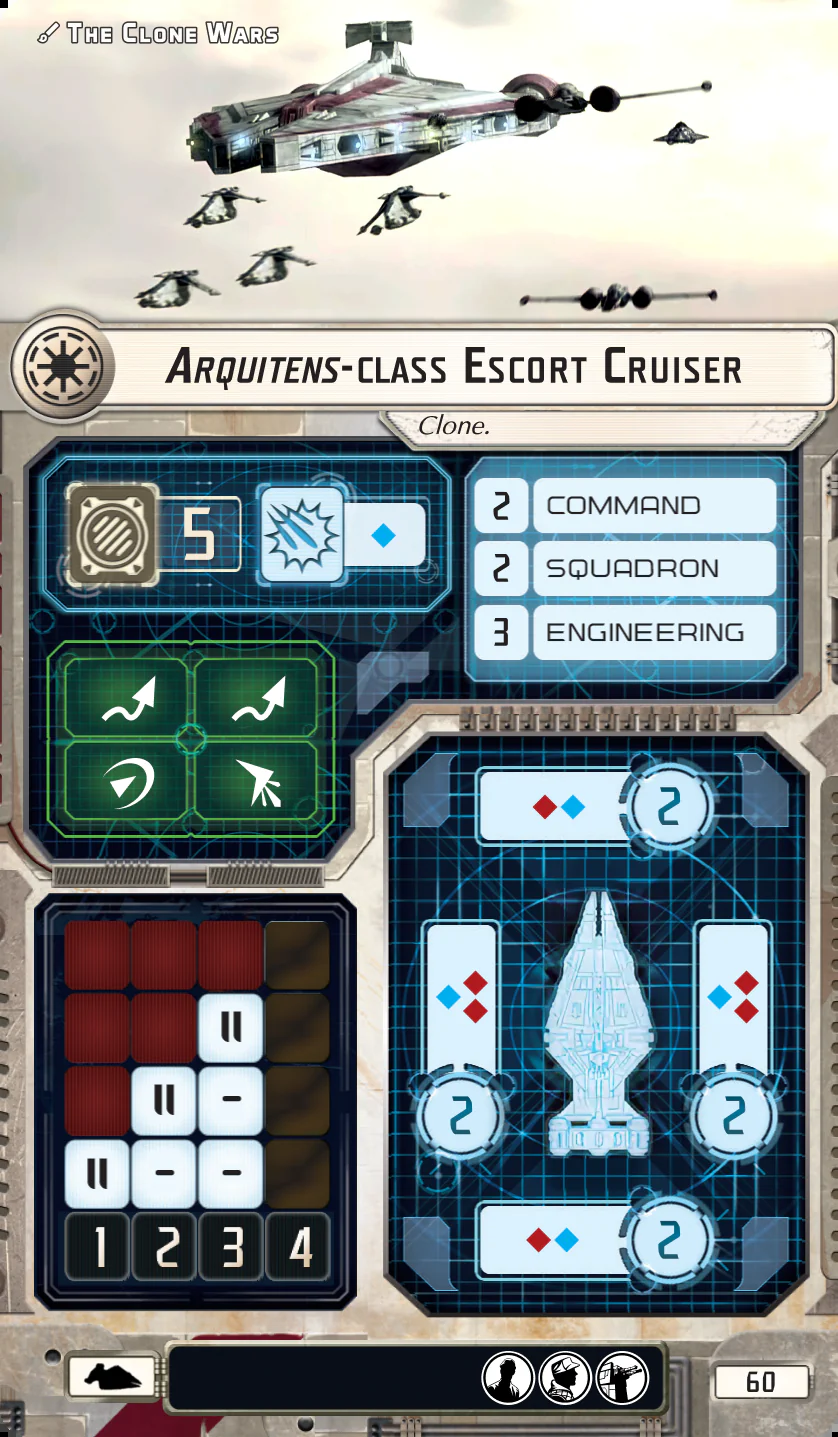 THE CLONE WARS
ARQUITENS-CLASS ESCORT CRUISER
Clone.
5
2 COMMAND
2 SQUADRON
3 ENGINEERING
2
II
II -
2 2
II - -
1 2 3 4
2
60